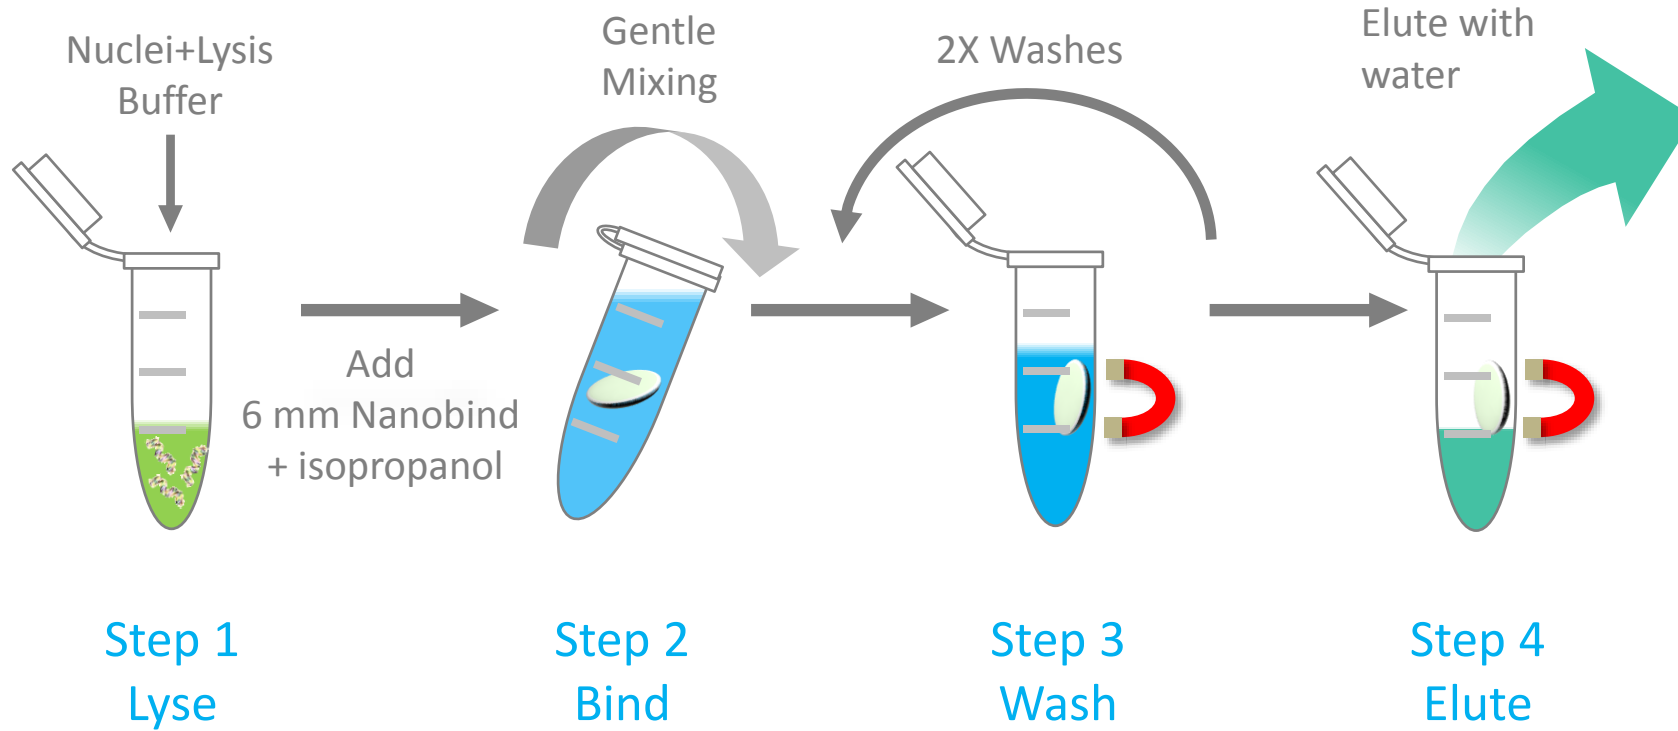 Nuclei+Lysis
Buffer
Gentle
Mixing
2X Washes
Elute with
water
Add
6 mm Nanobind
+ isopropanol
Step 1
Lyse
Step 2
Bind
Step 3
Wash
Step 4
Elute